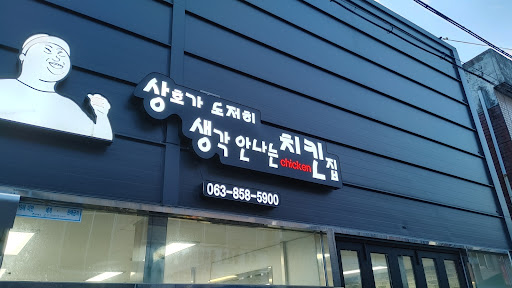 상호가 도저히
생각 안나는 치킨집
chicken
063-858-5900